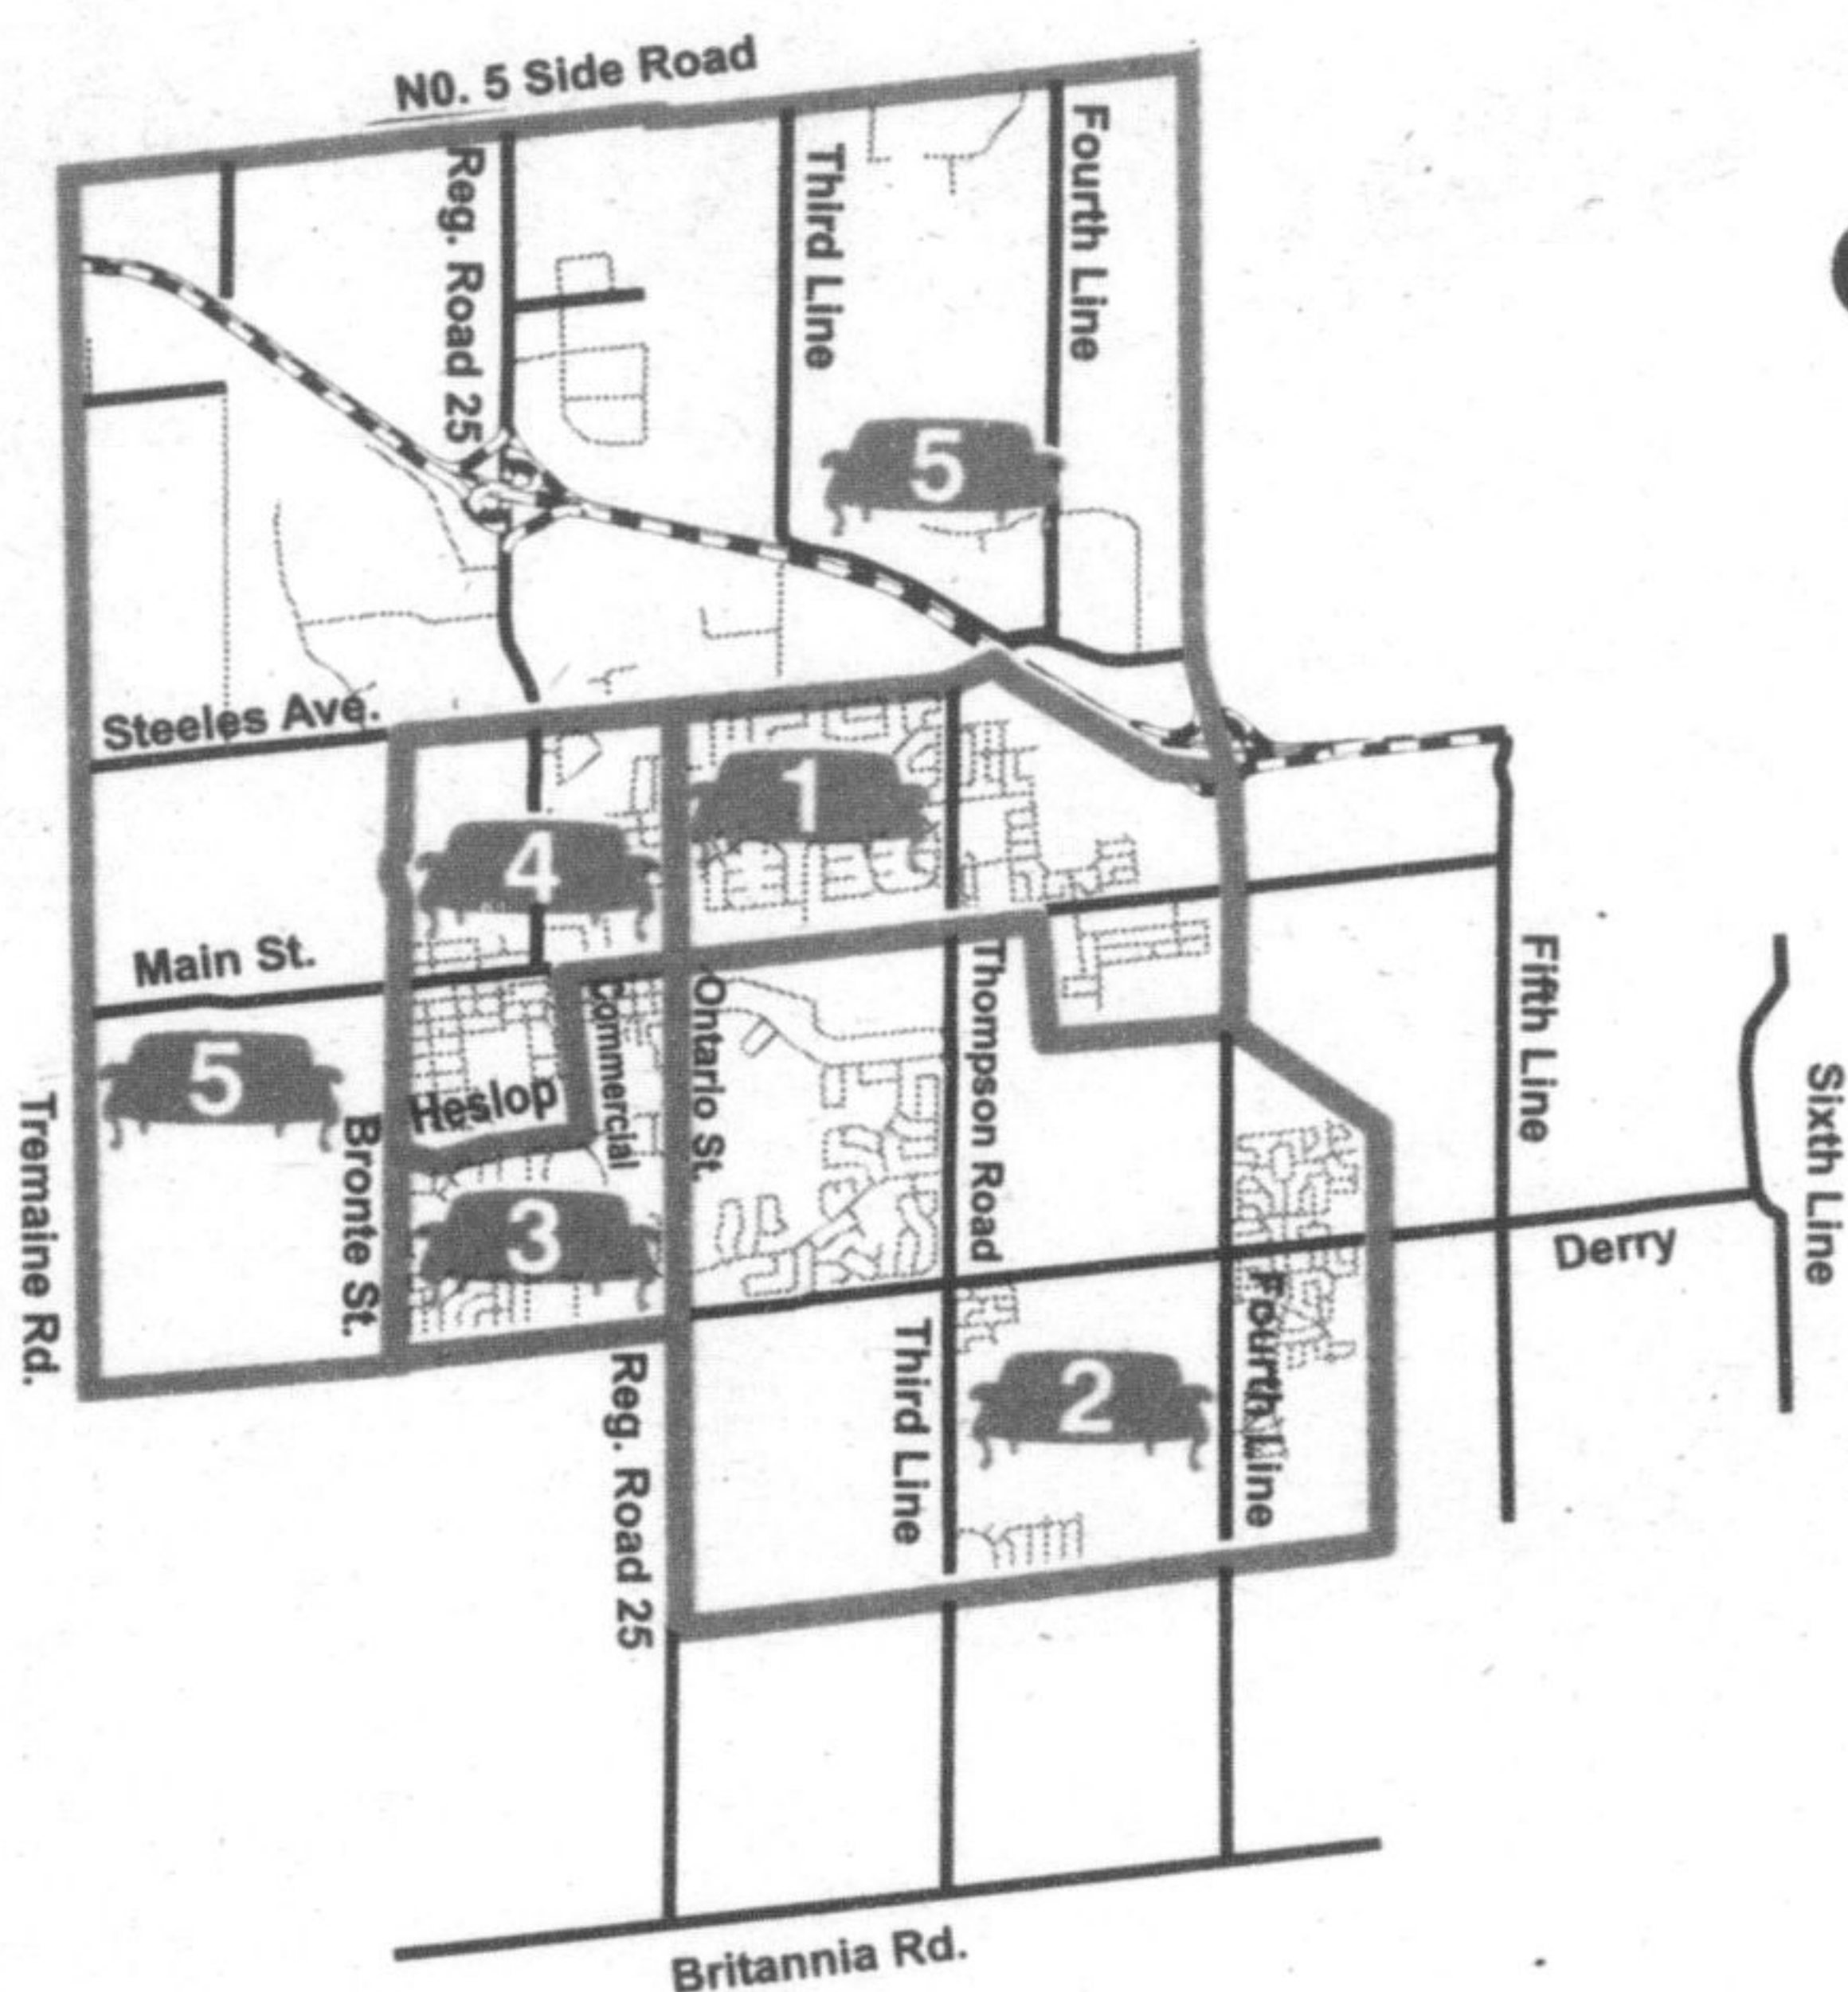 N0. 5 Side Road
Reg. Road 25
Third Line
Fourth Line
5
Steeles Ave.
1
4
Main St.
5
Tremaine Rd.
Bronte St.
Heslop
Commercial
Ontario St.
Thompson Road
Fifth Line
Sixth Line
Derry
3
Reg. Road 25
Third Line
2
Fourth Line
Britannia Rd.